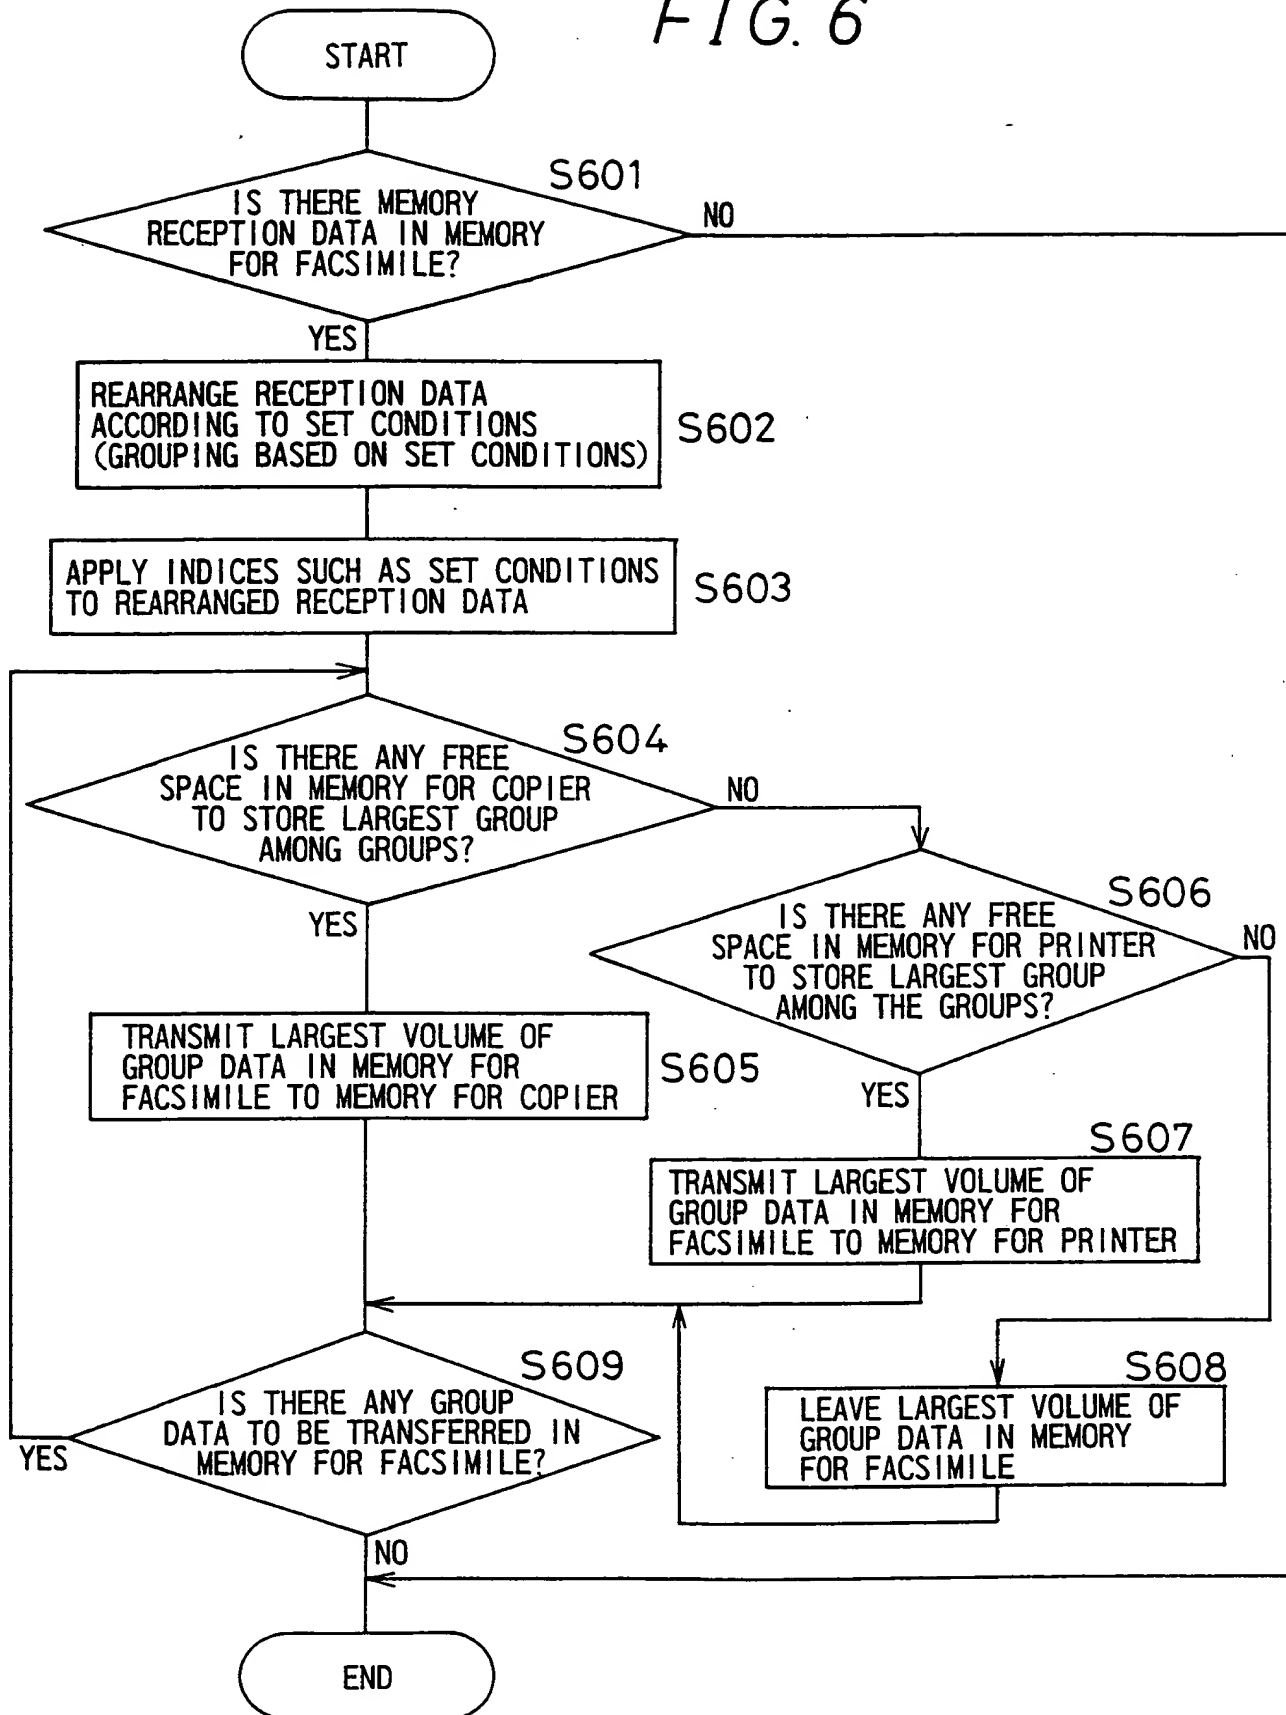 FIG. 6
START
S601
IS THERE MEMORY
RECEPTION DATA IN MEMORY
FOR FACSIMILE?
NO
YES
REARRANGE RECEPTION DATA
ACCORDING TO SET CONDITIONS
(GROUPING BASED ON SET CONDITIONS)
S602
APPLY INDICES SUCH AS SET CONDITIONS
TO REARRANGED RECEPTION DATA
S603
S604
IS THERE ANY FREE
SPACE IN MEMORY FOR COPIER
TO STORE LARGEST GROUP
AMONG GROUPS?
NO
YES
S606
IS THERE ANY FREE
SPACE IN MEMORY FOR PRINTER
TO STORE LARGEST GROUP
AMONG THE GROUPS?
NO
YES
TRANSMIT LARGEST VOLUME OF
GROUP DATA IN MEMORY FOR
FACSIMILE TO MEMORY FOR COPIER
S605
S607
TRANSMIT LARGEST VOLUME OF
GROUP DATA IN MEMORY FOR
FACSIMILE TO MEMORY FOR PRINTER
S609
IS THERE ANY GROUP
DATA TO BE TRANSFERRED IN
MEMORY FOR FACSIMILE?
YES
NO
S608
LEAVE LARGEST VOLUME OF
GROUP DATA IN MEMORY
FOR FACSIMILE
END